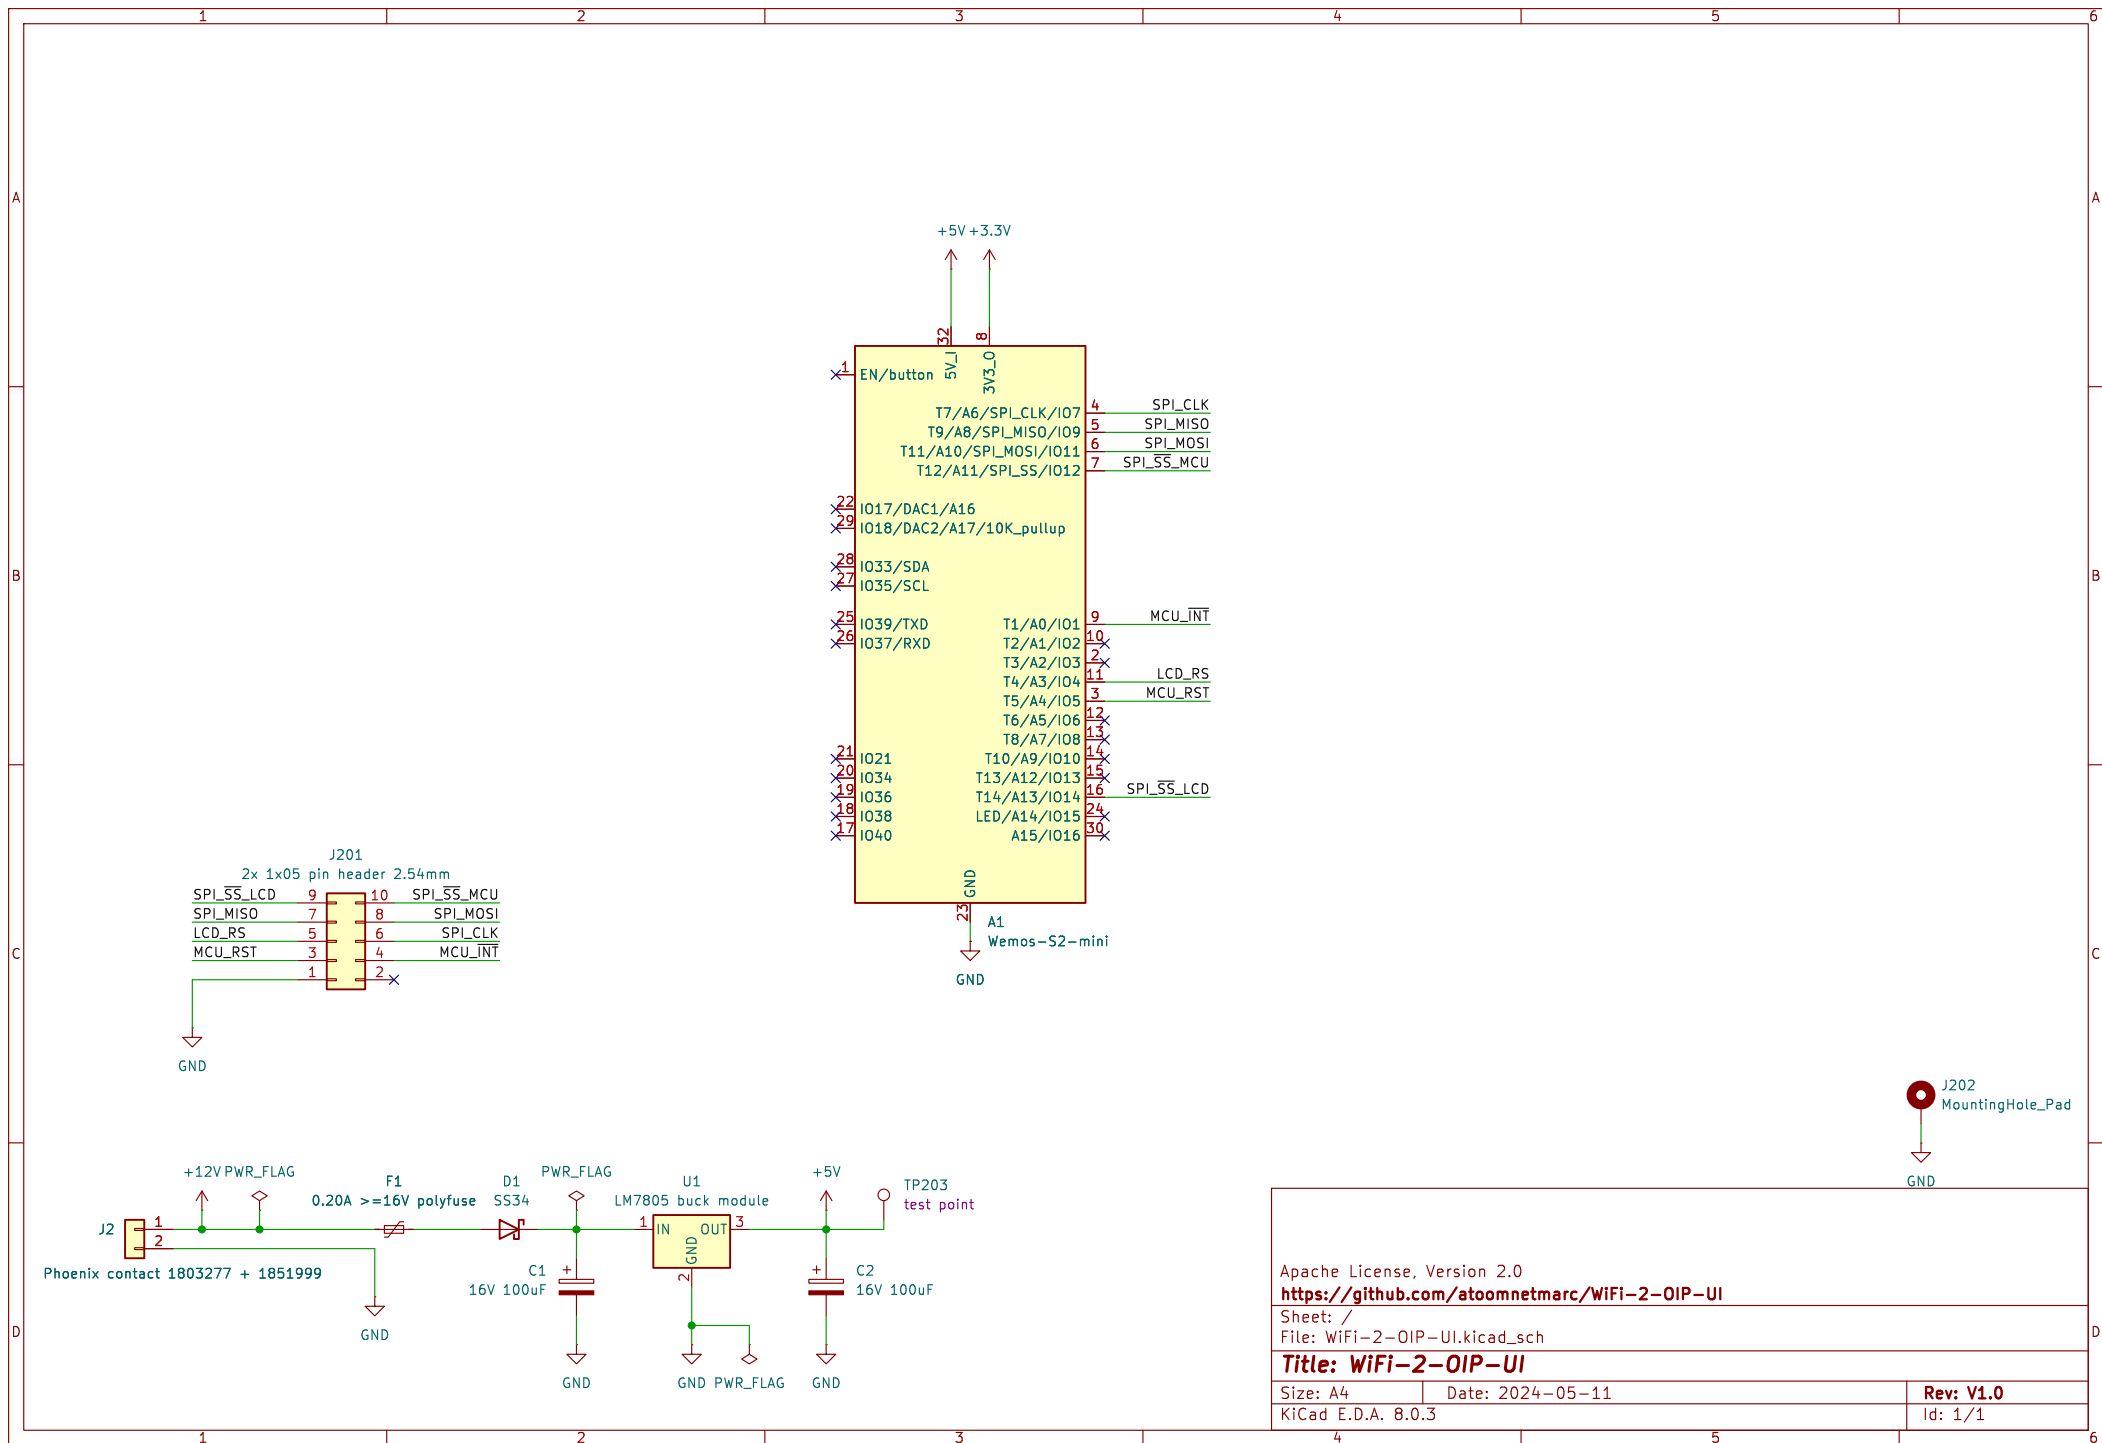 1 2 3 4 5 6
A A
+5V +3.3V
32 8
5V_I 3V3_O
1 EN/button
T7/A6/SPI_CLK/IO7 4 SPI_CLK
T9/A8/SPI_MISO/IO9 5 SPI_MISO
T11/A10/SPI_MOSI/IO11 6 SPI_MOSI
T12/A11/SPI_SS/IO12 7 SPI_S̅S̅_MCU
22 IO17/DAC1/A16
29 IO18/DAC2/A17/10K_pullup
28 IO33/SDA
B B
27 IO35/SCL
25 IO39/TXD T1/A0/IO1 9 MCU_I̅N̅T̅
26 IO37/RXD T2/A1/IO2 10
T3/A2/IO3 2
T4/A3/IO4 11 LCD_RS
T5/A4/IO5 3 MCU_RST
T6/A5/IO6 12
T8/A7/IO8 13
21 IO21 T10/A9/IO10 14
20 IO34 T13/A12/IO13 15
19 IO36 T14/A13/IO14 16 SPI_S̅S̅_LCD
18 IO38 LED/A14/IO15 24
17 IO40 A15/IO16 30
GND
23
A1
Wemos-S2-mini
GND
J201
2x 1x05 pin header 2.54mm
SPI_S̅S̅_LCD 9 10 SPI_S̅S̅_MCU
SPI_MISO 7 8 SPI_MOSI
LCD_RS 5 6 SPI_CLK
MCU_RST 3 4 MCU_I̅N̅T̅
1 2
GND
C C
J202
MountingHole_Pad
GND
+12V PWR_FLAG F1 D1 PWR_FLAG U1 +5V TP203
0.20A >=16V polyfuse SS34 LM7805 buck module test point
J2 1 1 IN OUT 3
2 GND
2
Phoenix contact 1803277 + 1851999
C1 C2
16V 100uF 16V 100uF
GND
GND GND PWR_FLAG GND
D D
Apache License, Version 2.0
https://github.com/atoomnetmarc/WiFi-2-OIP-UI
Sheet: /
File: WiFi-2-OIP-UI.kicad_sch
Title: WiFi-2-OIP-UI
Size: A4 Date: 2024-05-11 Rev: V1.0
KiCad E.D.A. 8.0.3 Id: 1/1
1 2 3 4 5 6